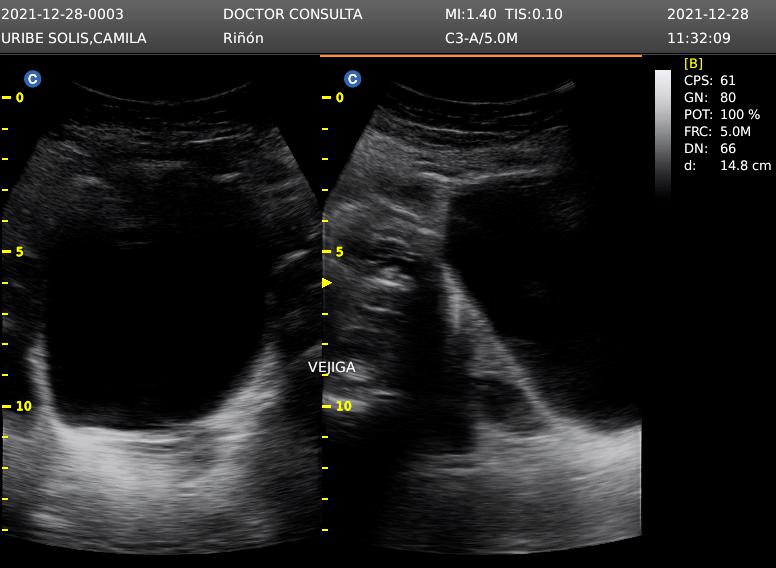 2021-12-28-0003 DOCTOR CONSULTA MI:1.40 TIS:0.10 2021-12-28
URIBE SOLIS,CAMILA Riñón C3-A/5.0M 11:32:09
[B]
CPS: 61
GN: 80
POT: 100 %
FRC: 5.0M
DN: 66
d: 14.8 cm
C C
0 0
5 5
VEJIGA
10 10